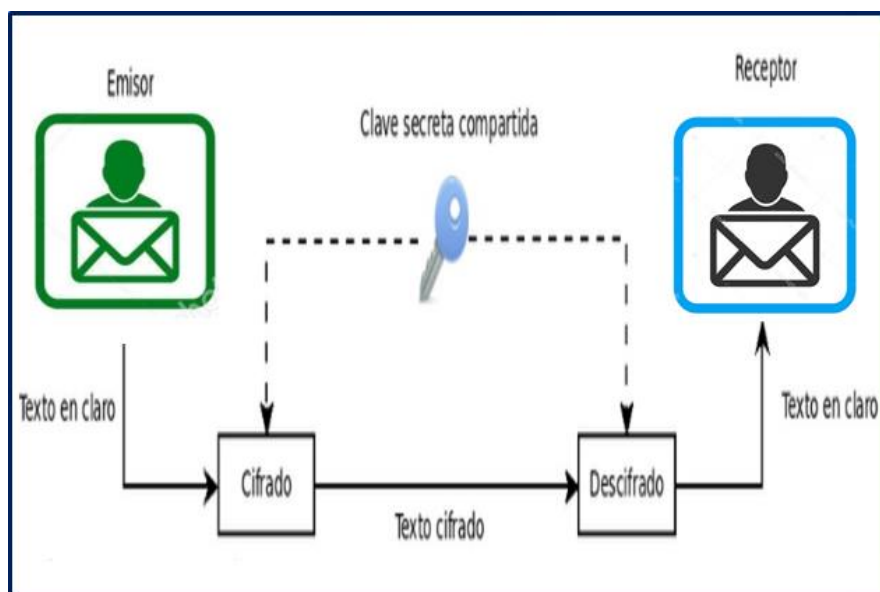 Emisor
Receptor
Clave secreta compartida
Texto en claro
Texto en claro
Cifrado
Descifrado
Texto cifrado